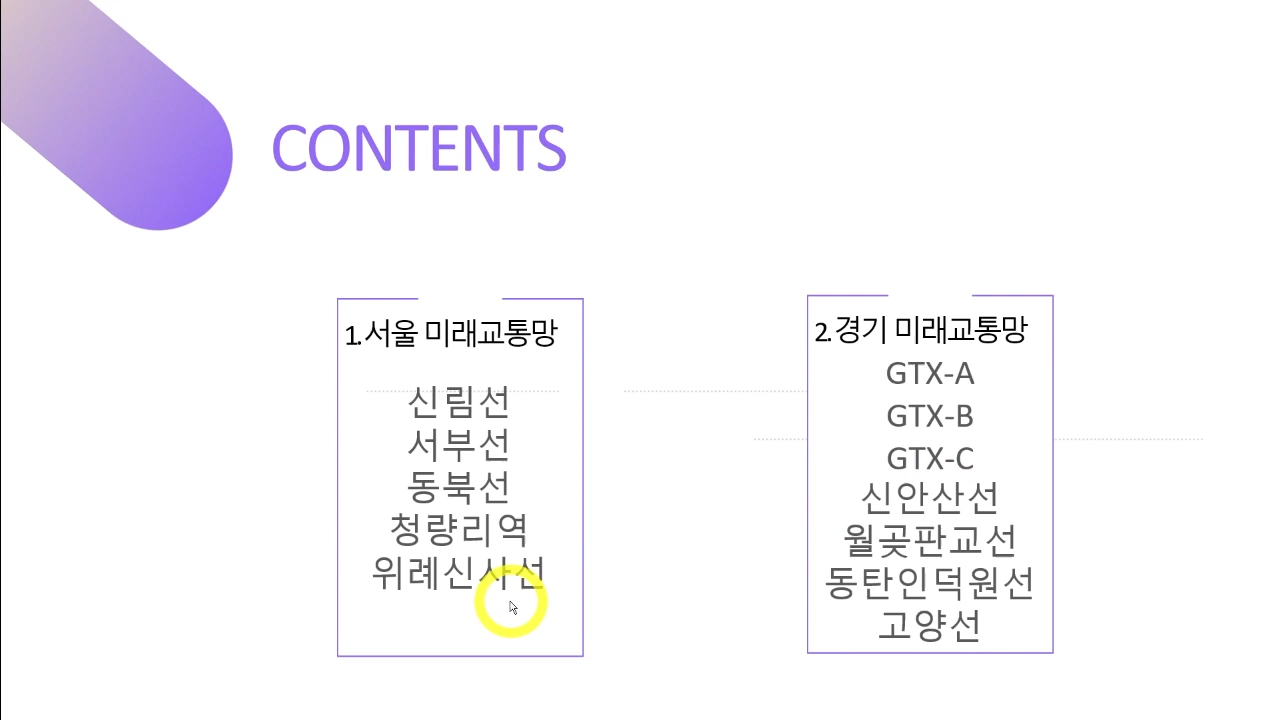 CONTENTS
1.서울 미래교통망
신림선
서부선
동북선
청량리역
위례신사선
2.경기 미래교통망
GTX-A
GTX-B
GTX-C
신안산선
월곶판교선
동탄인덕원선
고양선